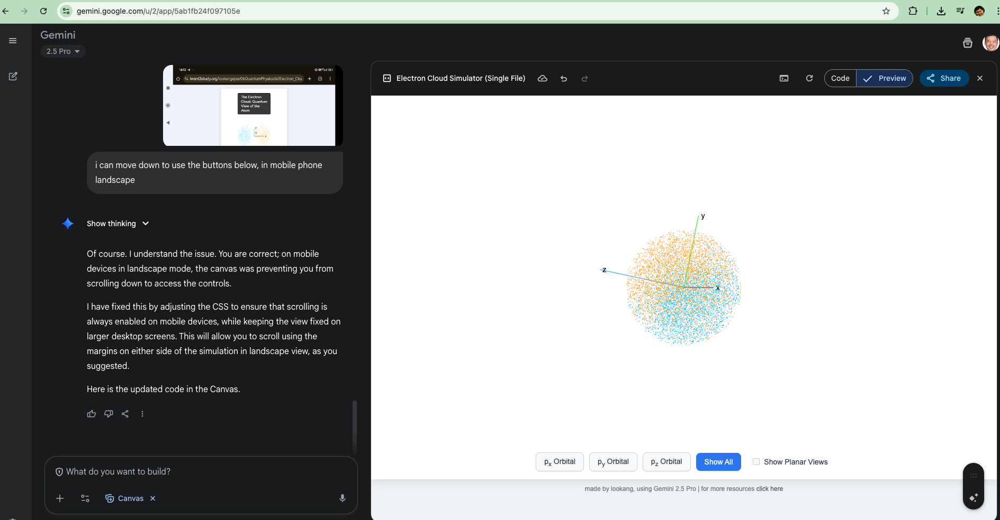 gemini.google.com/u/2/app/5ab1fb24f097105e
Gemini
2.5 Pro
14:12
iwant2study.org/lookangejss/06QuantumPhysics/ai/Electron_Clou
The Electron
Cloud: Quantum
View of the
Atom
y
z
x
i can move down to use the buttons below, in mobile phone
landscape
Show thinking
Of course. I understand the issue. You are correct; on mobile
devices in landscape mode, the canvas was preventing you from
scrolling down to access the controls.
I have fixed this by adjusting the CSS to ensure that scrolling is
always enabled on mobile devices, while keeping the view fixed on
larger desktop screens. This will allow you to scroll using the
margins on either side of the simulation in landscape view, as you
suggested.
Here is the updated code in the Canvas.
What do you want to build?
Canvas
Electron Cloud Simulator (Single File)
Code
Preview
Share
y
z
x
px Orbital
py Orbital
pz Orbital
Show All
Show Planar Views
made by lookang, using Gemini 2.5 Pro | for more resources click here